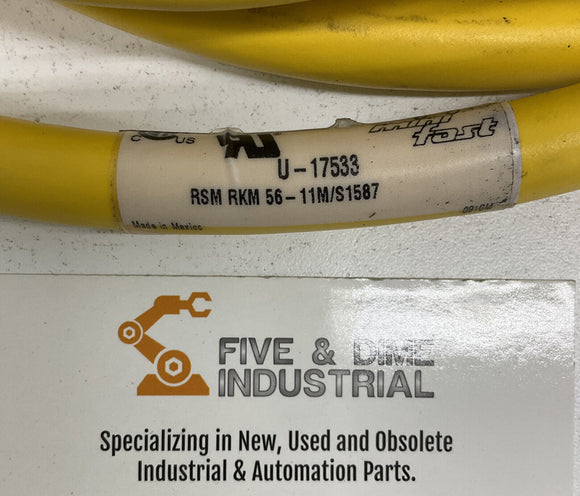 C US
mini
fast
U-17533
RSM RKM 56-11M/S1587
Made in Mexico
FIVE & DIME
INDUSTRIAL
Specializing in New, Used and Obsolete
Industrial & Automation Parts.